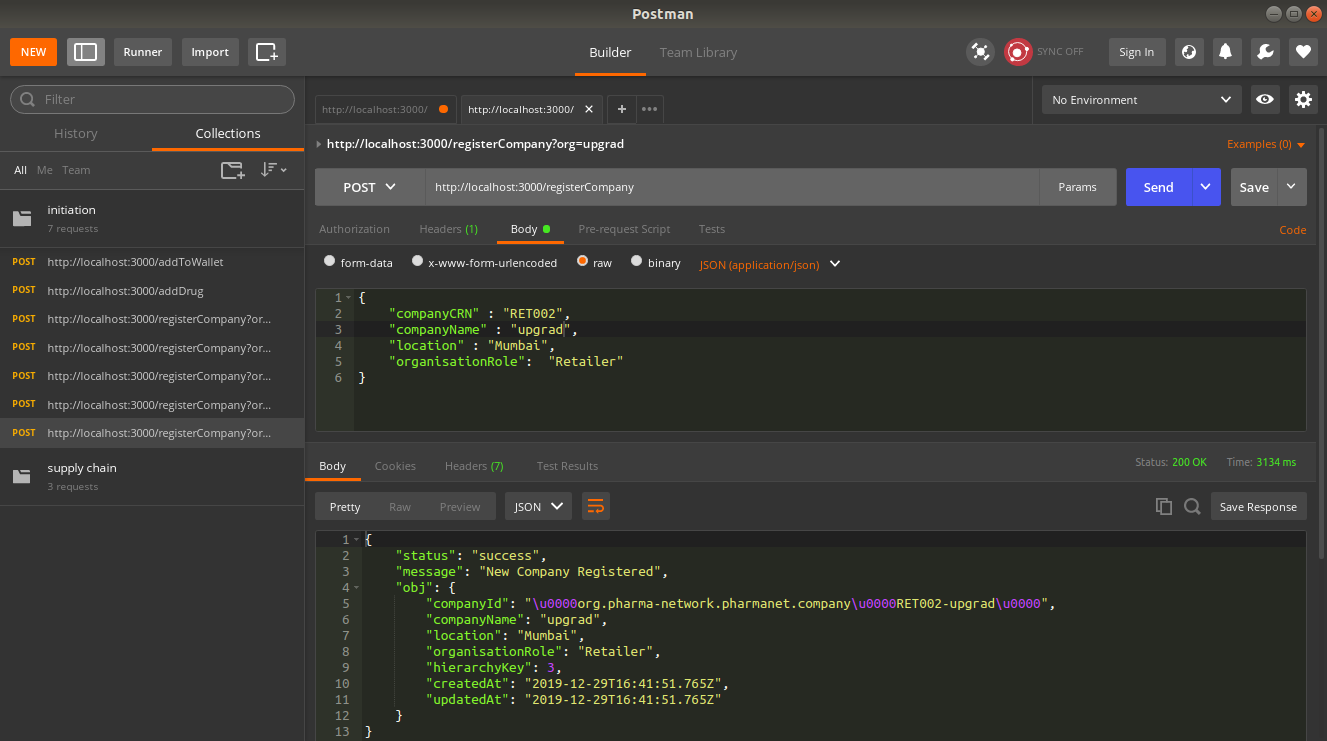 Postman
NEW Runner Import Builder Team Library SYNC OFF Sign In
Filter
History Collections
All Me Team
initiation
7 requests
POST http://localhost:3000/addToWallet
POST http://localhost:3000/addDrug
POST http://localhost:3000/registerCompany?or...
POST http://localhost:3000/registerCompany?or...
POST http://localhost:3000/registerCompany?or...
POST http://localhost:3000/registerCompany?or...
POST http://localhost:3000/registerCompany?or...
supply chain
3 requests
http://localhost:3000/ http://localhost:3000/ No Environment
http://localhost:3000/registerCompany?org=upgrad Examples (0)
POST http://localhost:3000/registerCompany Params Send Save
Authorization Headers (1) Body Pre-request Script Tests Code
form-data x-www-form-urlencoded raw binary JSON (application/json)
1 {
2 "companyCRN" : "RET002",
3 "companyName" : "upgrad",
4 "location" : "Mumbai",
5 "organisationRole": "Retailer"
6 }
Body Cookies Headers (7) Test Results Status: 200 OK Time: 3134 ms
Pretty Raw Preview JSON Save Response
1 {
2 "status": "success",
3 "message": "New Company Registered",
4 "obj": {
5 "companyId": "\u0000org.pharma-network.pharmanet.company\u0000RET002-upgrad\u0000",
6 "companyName": "upgrad",
7 "location": "Mumbai",
8 "organisationRole": "Retailer",
9 "hierarchyKey": 3,
10 "createdAt": "2019-12-29T16:41:51.765Z",
11 "updatedAt": "2019-12-29T16:41:51.765Z"
12 }
13 }